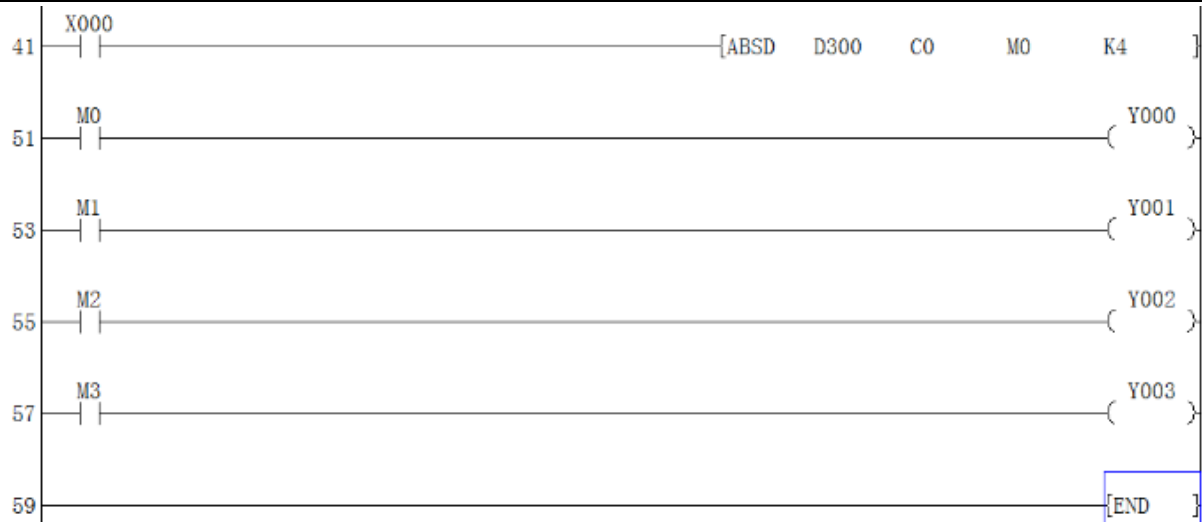 X000
41 [ABSD D300 C0 M0 K4 ]
M0 Y000
51 ( )
M1 Y001
53 ( )
M2 Y002
55 ( )
M3 Y003
57 ( )
59 [END ]